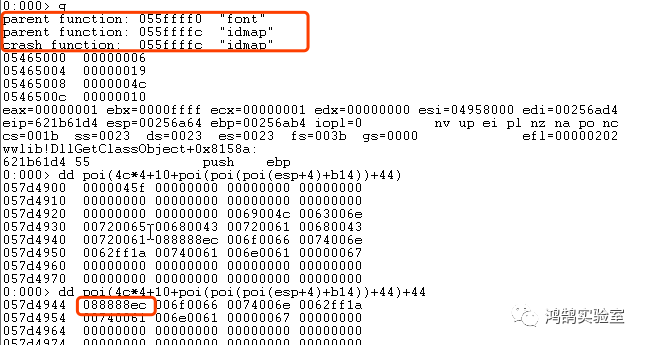 0:000> g
parent function: 055ffff0  "font"
parent function: 055ffffc  "idmap"
crash function:  055ffffc  "idmap"
05465000  00000006
05465004  00000019
05465008  0000004c
0546500c  00000010
eax=00000001 ebx=0000ffff ecx=00000001 edx=00000000 esi=04958000 edi=00256ad4
eip=621b61d4 esp=00256a64 ebp=00256ab4 iopl=0         nv up ei pl nz na po nc
cs=001b  ss=0023  ds=0023  es=0023  fs=003b  gs=0000             efl=00000202
wwlib!DllGetClassObject+0x8158a:
621b61d4 55              push    ebp
0:000> dd poi(4c*4+10+poi(poi(poi(esp+4)+b14))+44)
057d4900  0000045f 00000000 00000000 00000000
057d4910  00000000 00000000 00000000 00000000
057d4920  00000000 00000000 0069004c 0063006e
057d4930  00720065 00680043 00720061 00680043
057d4940  00720061 088888ec 006f0066 0074006e
057d4950  0062ff1a 00740061 006e0061 00000067
057d4960  00000000 00000000 00000000 00000000
057d4970  00000000 00000000 00000000 00000000
0:000> dd poi(4c*4+10+poi(poi(poi(esp+4)+b14))+44)+44
057d4944  088888ec 006f0066 0074006e 0062ff1a
057d4954  00740061 006e0061 00000067 00000000
057d4964  00000000 00000000 00000000 00000000
鸿鹄实验室